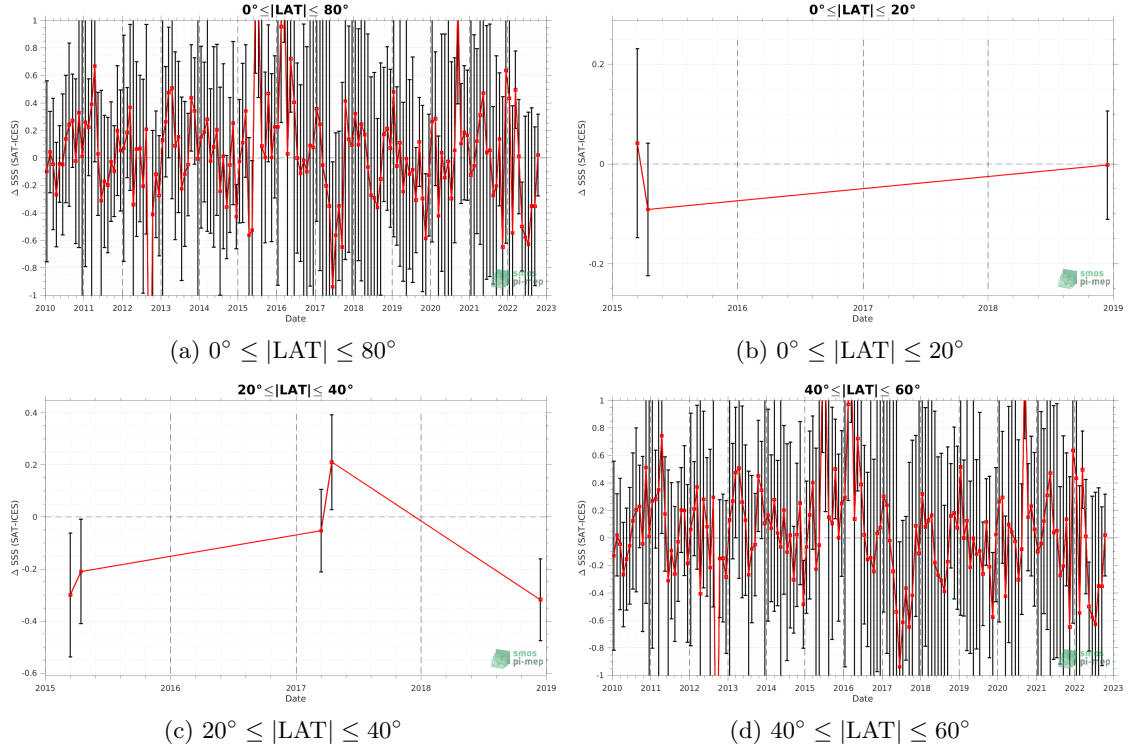 0°≤|LAT|≤ 80°
Δ SSS (SAT-ICES)
1
0.8
0.6
0.4
0.2
0
-0.2
-0.4
-0.6
-0.8
-1
2010 2011 2012 2013 2014 2015 2016 2017 2018 2019 2020 2021 2022 2023
Date
smos
pi-mep
(a) 0° ≤ |LAT| ≤ 80°
0°≤|LAT|≤ 20°
Δ SSS (SAT-ICES)
0.2
0
-0.2
2015 2016 2017 2018 2019
Date
smos
pi-mep
(b) 0° ≤ |LAT| ≤ 20°
20°≤|LAT|≤ 40°
Δ SSS (SAT-ICES)
0.4
0.2
0
-0.2
-0.4
-0.6
2015 2016 2017 2018 2019
Date
smos
pi-mep
(c) 20° ≤ |LAT| ≤ 40°
40°≤|LAT|≤ 60°
Δ SSS (SAT-ICES)
1
0.8
0.6
0.4
0.2
0
-0.2
-0.4
-0.6
-0.8
-1
2010 2011 2012 2013 2014 2015 2016 2017 2018 2019 2020 2021 2022 2023
Date
smos
pi-mep
(d) 40° ≤ |LAT| ≤ 60°